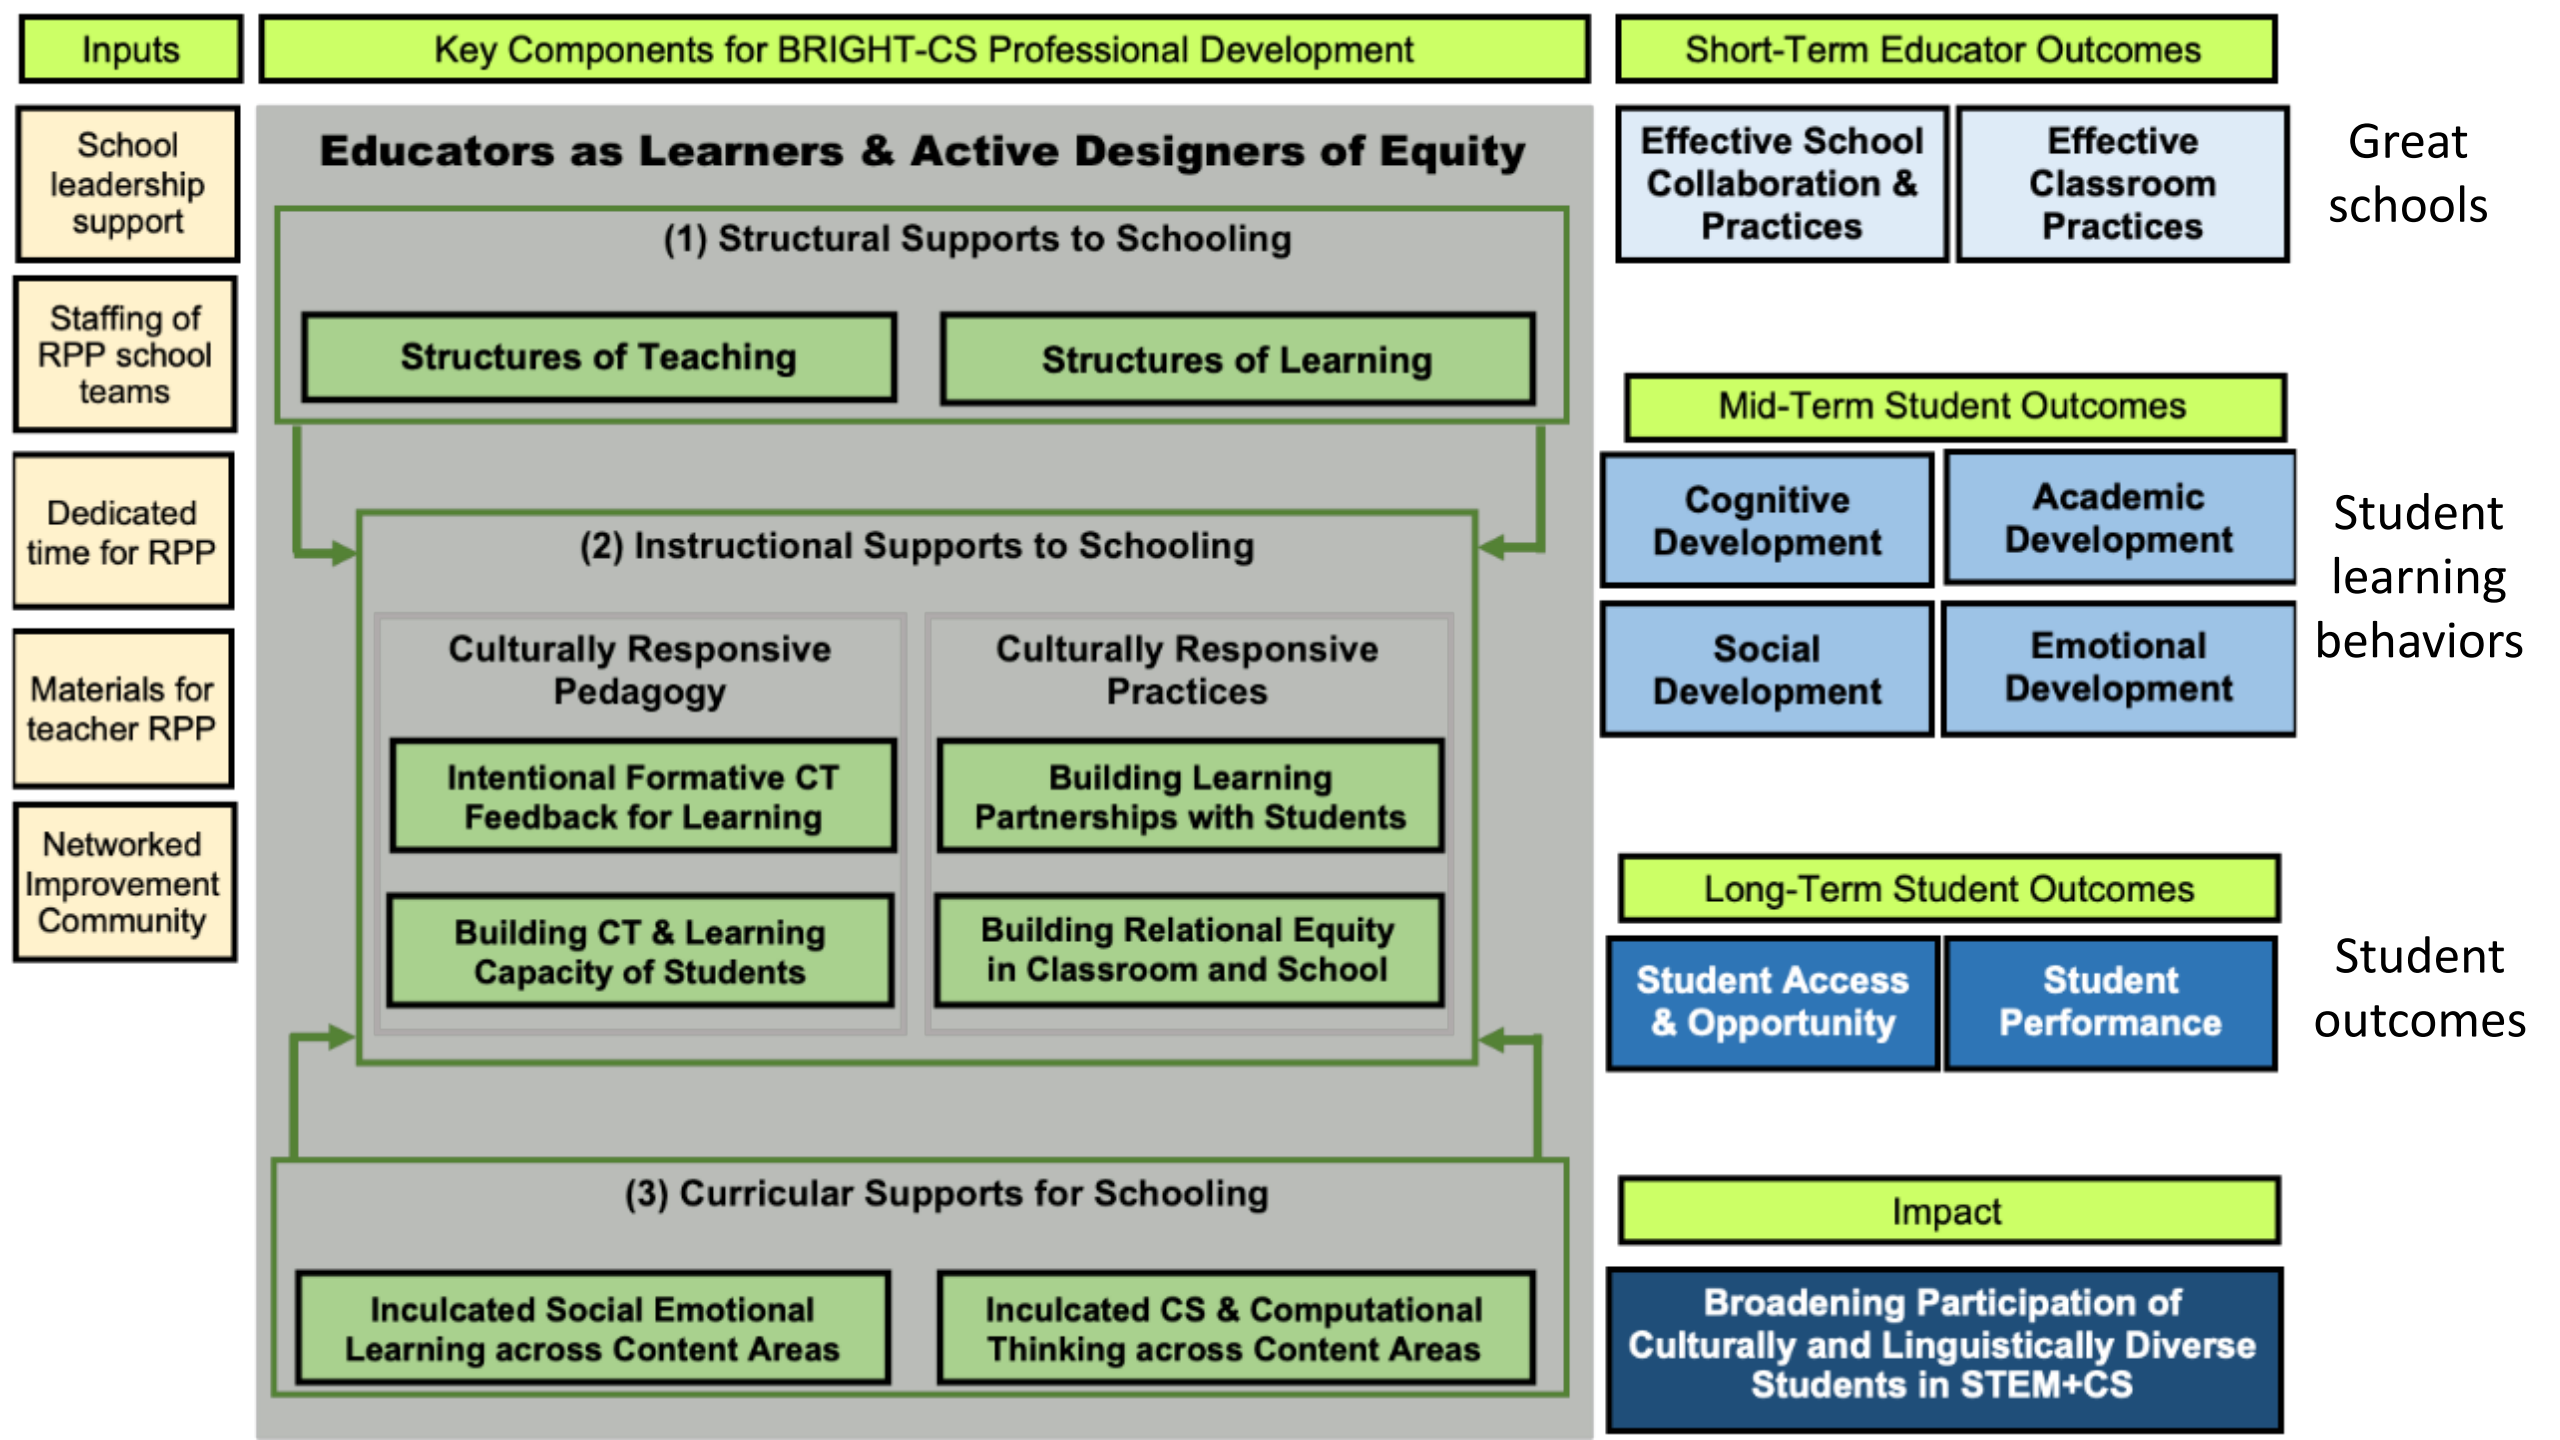 Inputs
Key Components for BRIGHT-CS Professional Development
Short-Term Educator Outcomes
School
leadership
support
Staffing of
RPP school
teams
Dedicated
time for RPP
Materials for
teacher RPP
Networked
Improvement
Community
Educators as Learners & Active Designers of Equity
(1) Structural Supports to Schooling
Structures of Teaching
Structures of Learning
(2) Instructional Supports to Schooling
Culturally Responsive
Pedagogy
Intentional Formative CT
Feedback for Learning
Building CT & Learning
Capacity of Students
Culturally Responsive
Practices
Building Learning
Partnerships with Students
Building Relational Equity
in Classroom and School
(3) Curricular Supports for Schooling
Inculcated Social Emotional
Learning across Content Areas
Inculcated CS & Computational
Thinking across Content Areas
Effective School
Collaboration &
Practices
Effective
Classroom
Practices
Great
schools
Mid-Term Student Outcomes
Cognitive
Development
Academic
Development
Social
Development
Emotional
Development
Student
learning
behaviors
Long-Term Student Outcomes
Student Access
& Opportunity
Student
Performance
Student
outcomes
Impact
Broadening Participation of
Culturally and Linguistically Diverse
Students in STEM+CS